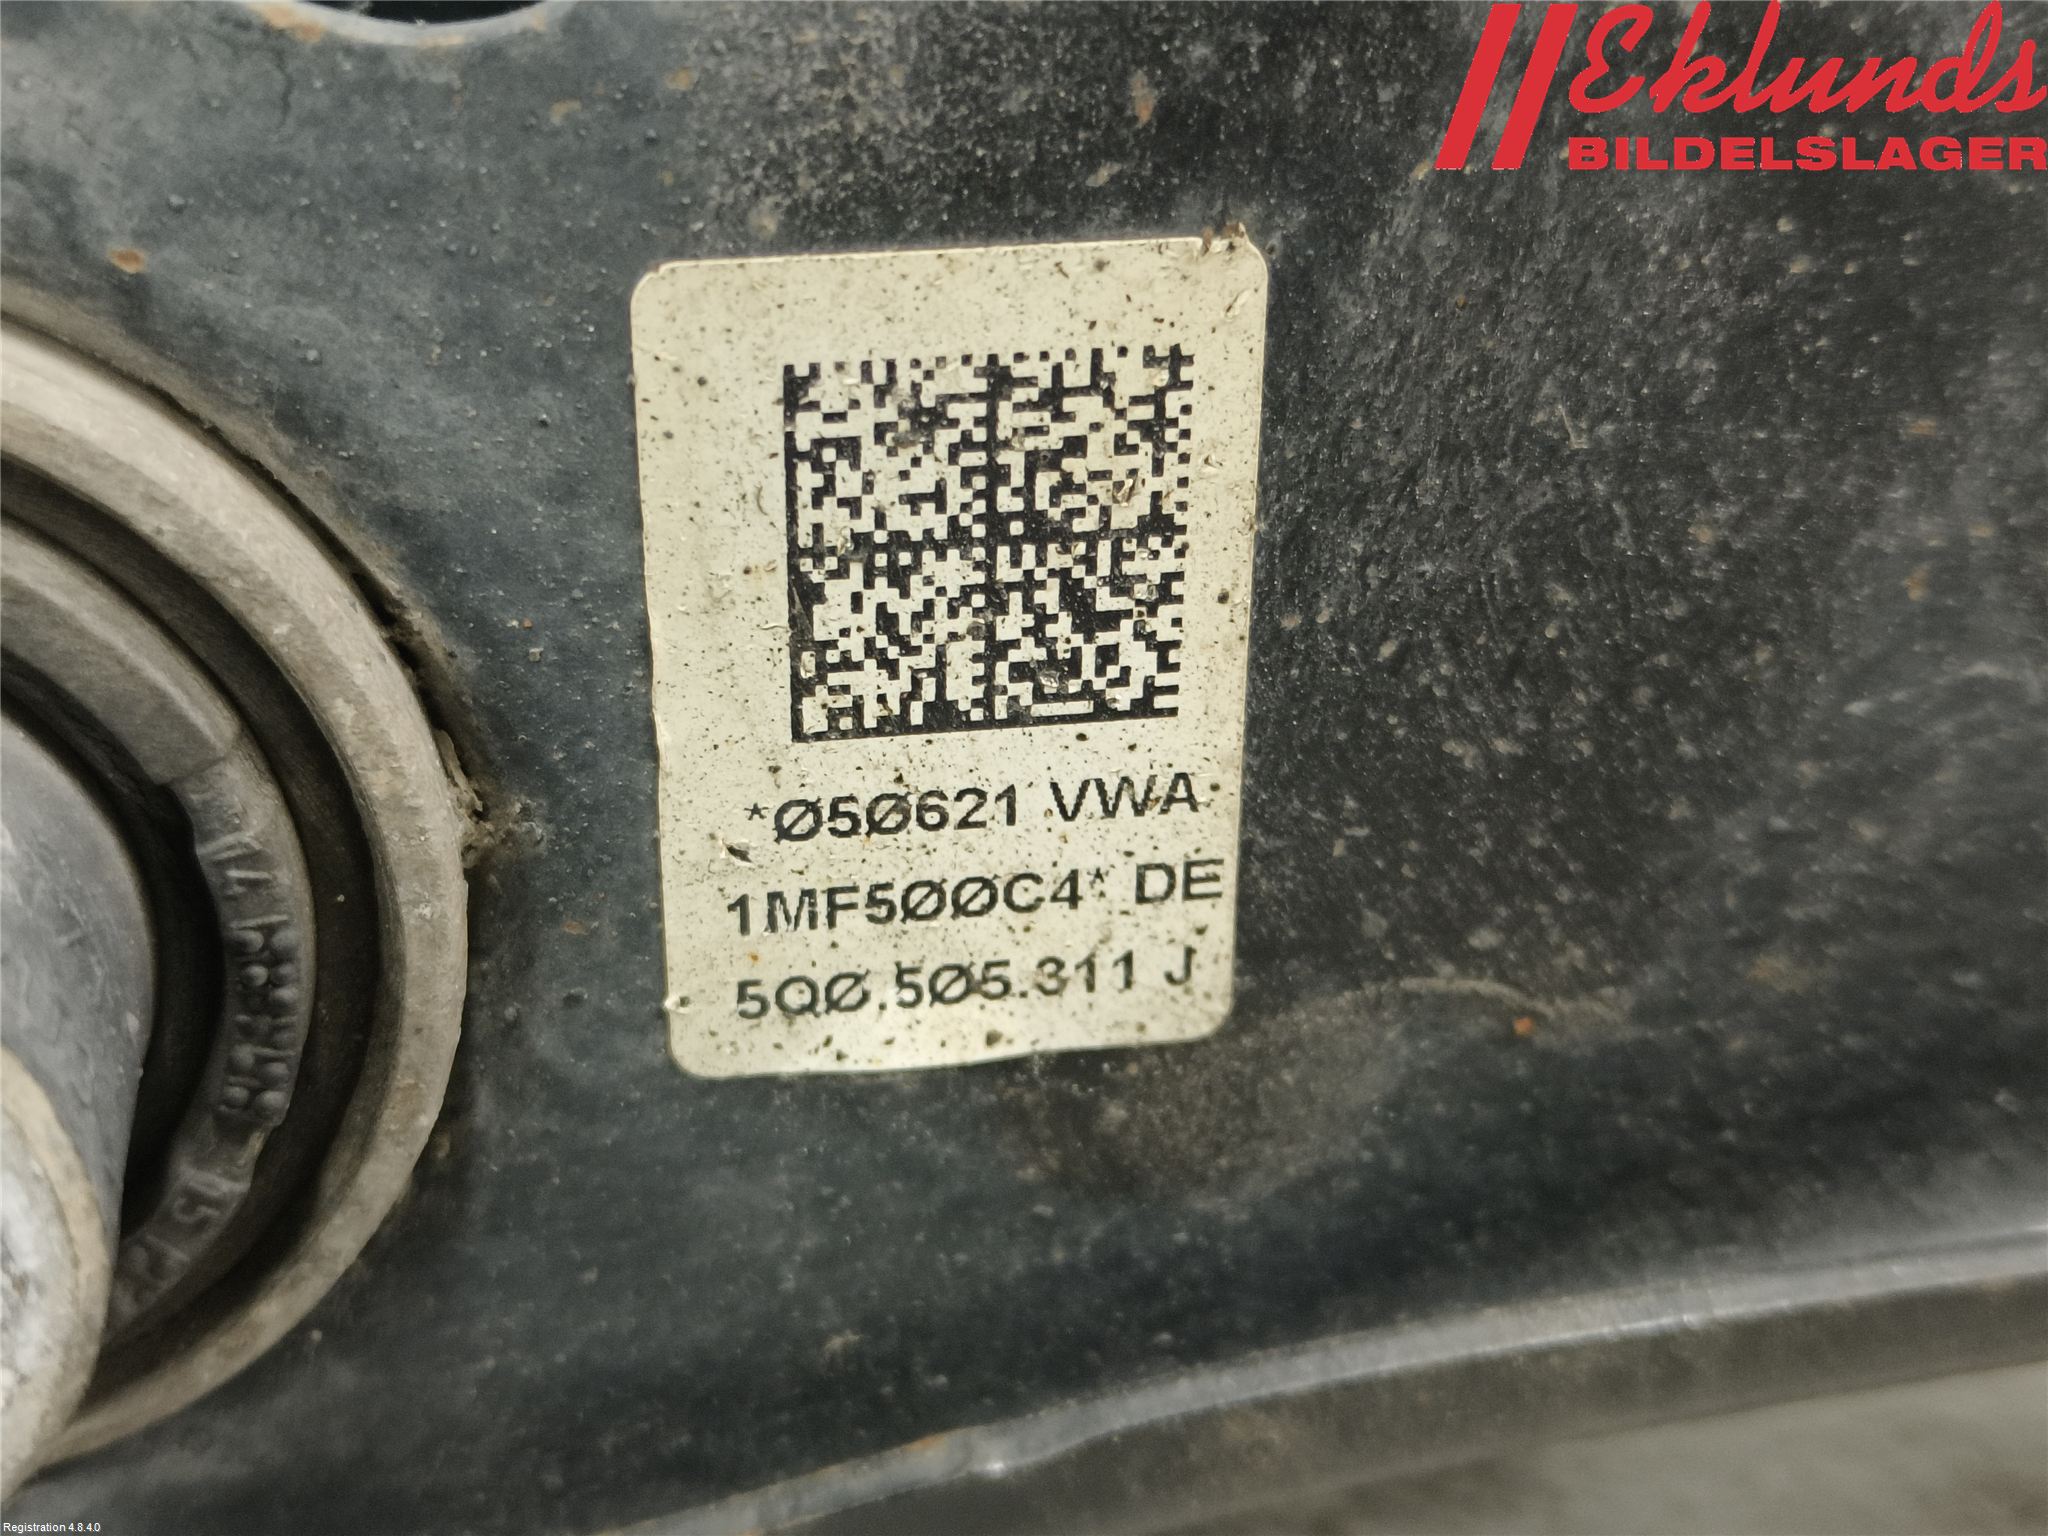 Eklunds
BILDELSLAGER
*Ø5Ø621 VWA
1MF5ØØC4* DE
5QØ.5Ø5.311 J
Registration 4.8.4.0